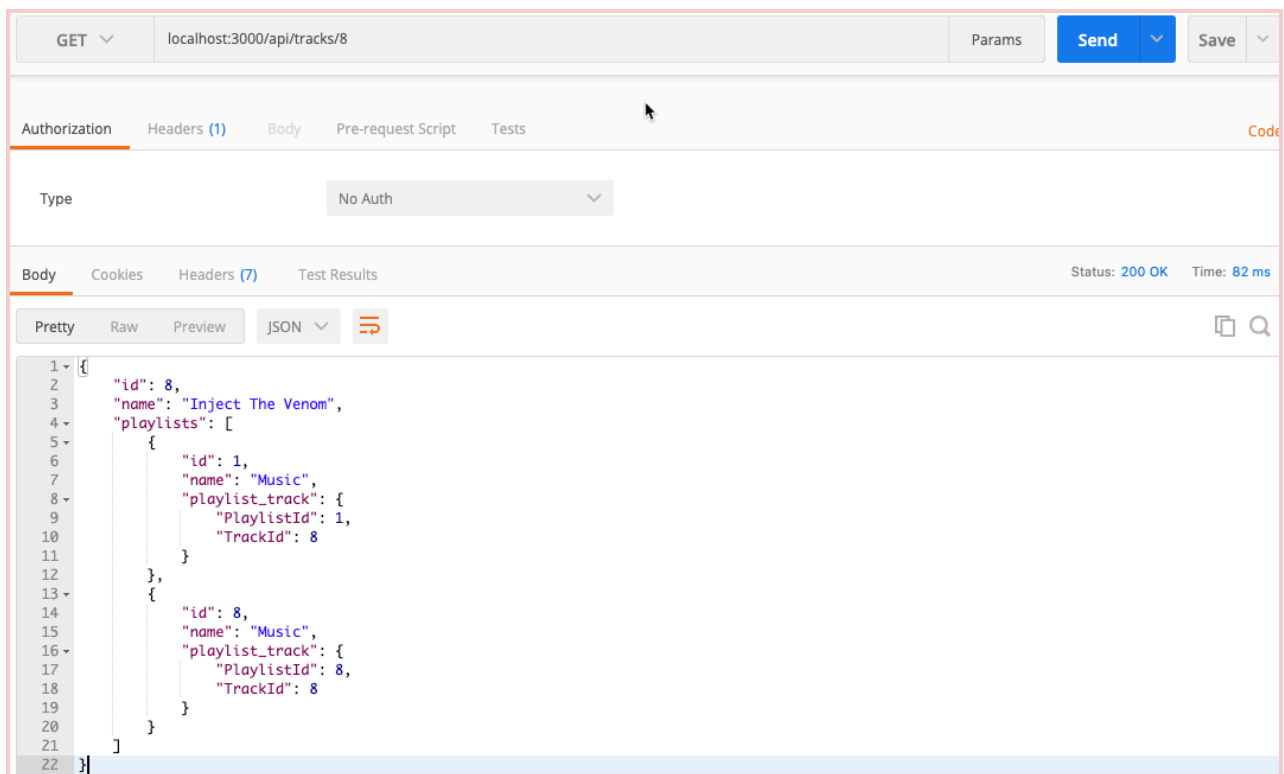 GET localhost:3000/api/tracks/8 Params Send Save
Authorization Headers (1) Body Pre-request Script Tests Code
Type No Auth
Body Cookies Headers (7) Test Results Status: 200 OK Time: 82 ms
Pretty Raw Preview JSON
1 {
2 "id": 8,
3 "name": "Inject The Venom",
4 "playlists": [
5 {
6 "id": 1,
7 "name": "Music",
8 "playlist_track": {
9 "PlaylistId": 1,
10 "TrackId": 8
11 }
12 },
13 {
14 "id": 8,
15 "name": "Music",
16 "playlist_track": {
17 "PlaylistId": 8,
18 "TrackId": 8
19 }
20 }
21 ]
22 }